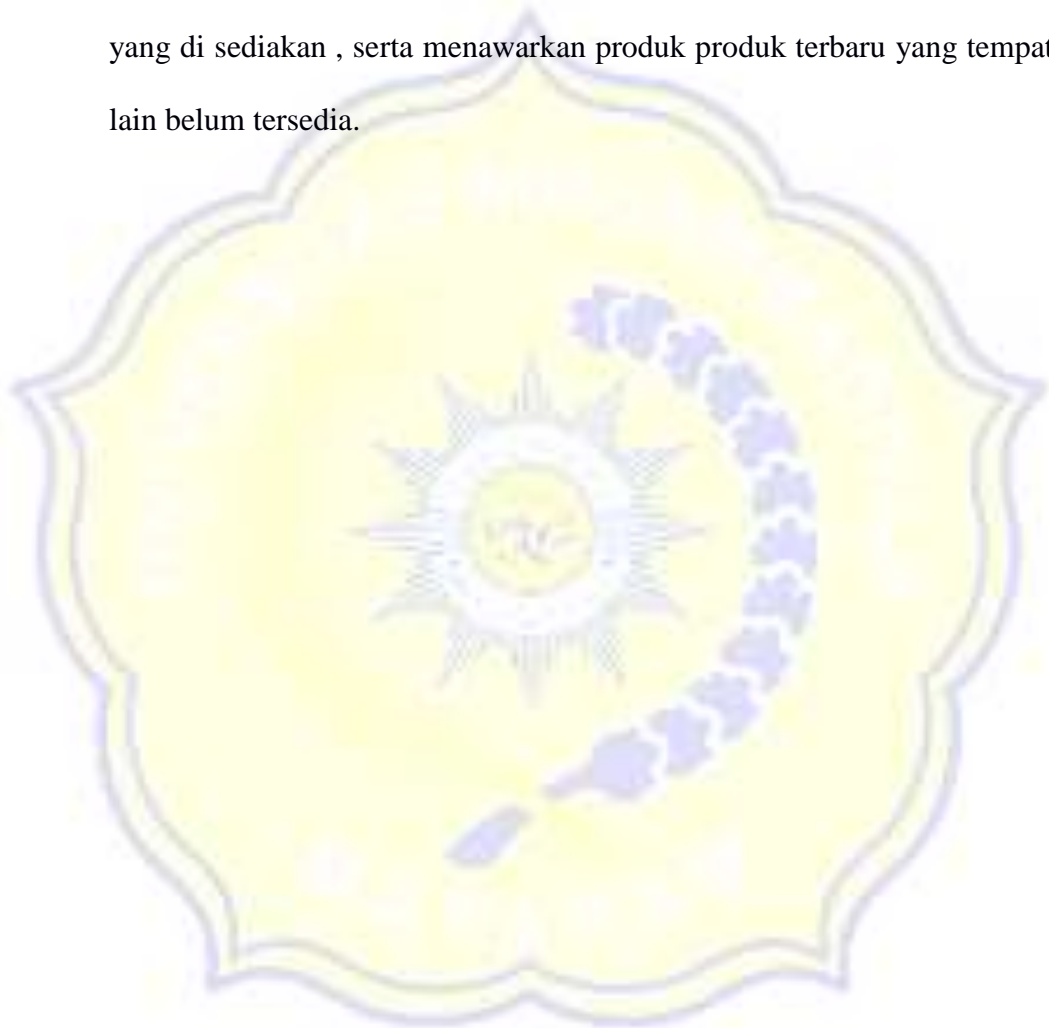 yang di sediakan , serta menawarkan produk produk terbaru yang tempat
lain belum tersedia.